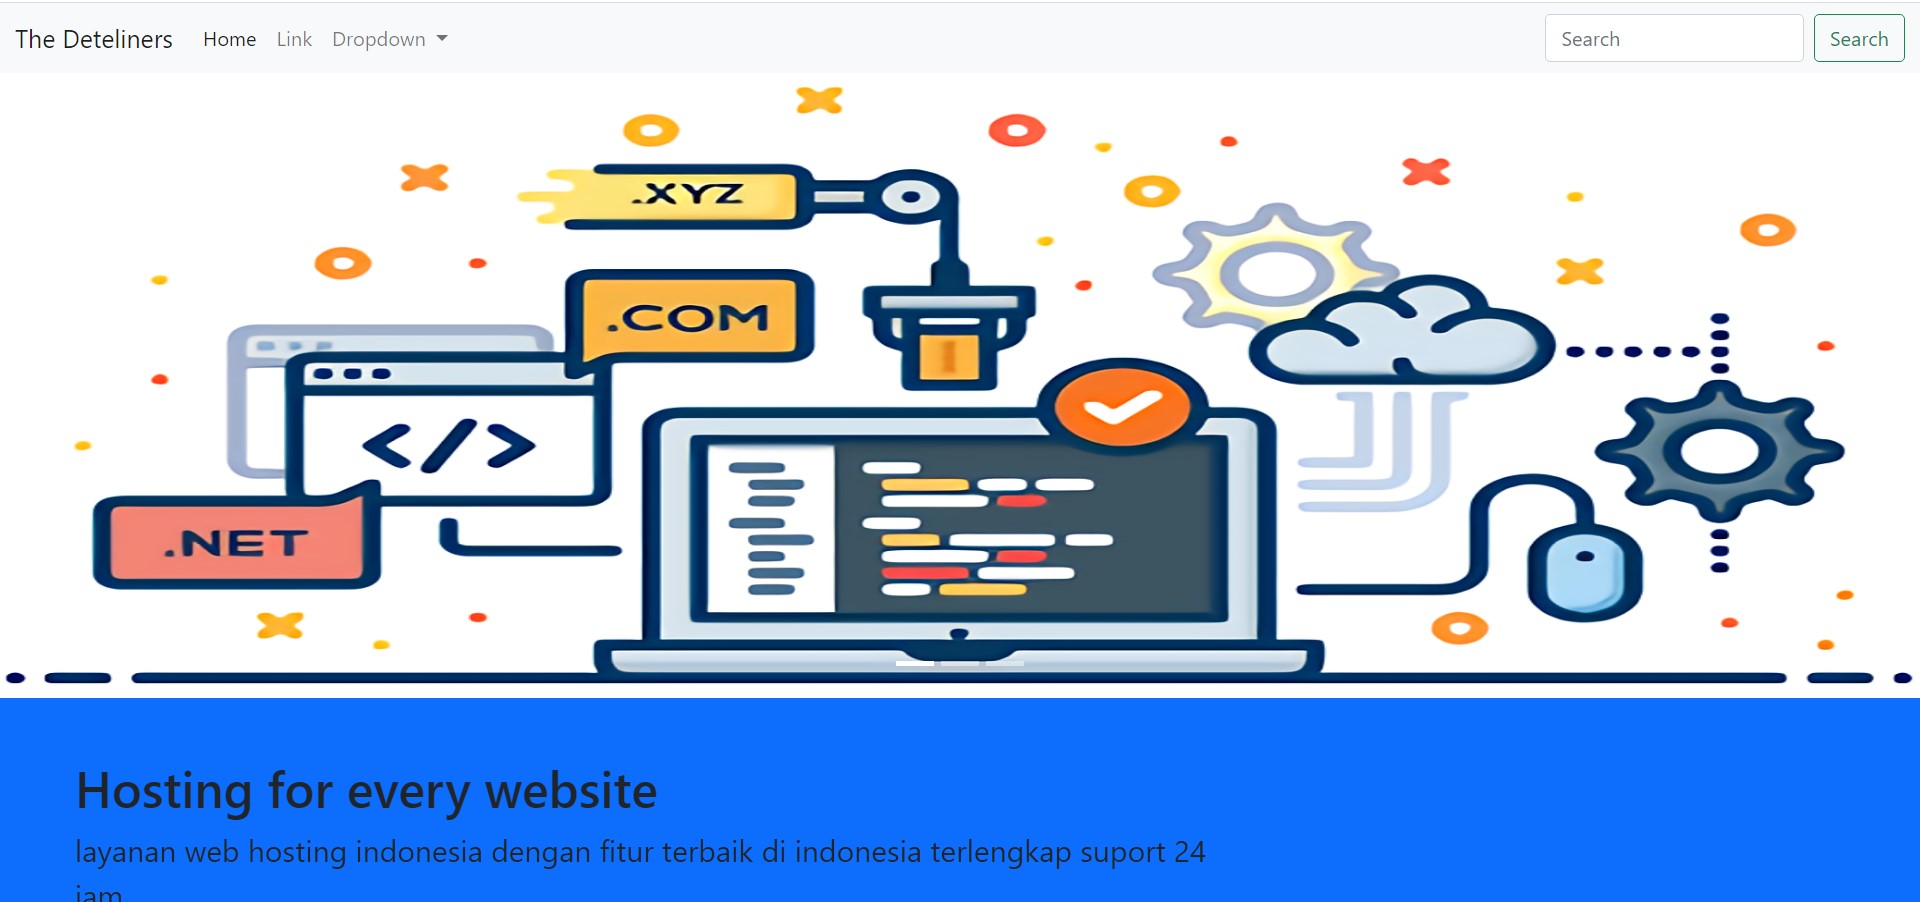 The Deteliners Home Link Dropdown Search Search
.XYZ
.COM
</>
.NET
Hosting for every website
layanan web hosting indonesia dengan fitur terbaik di indonesia terlengkap suport 24
jam